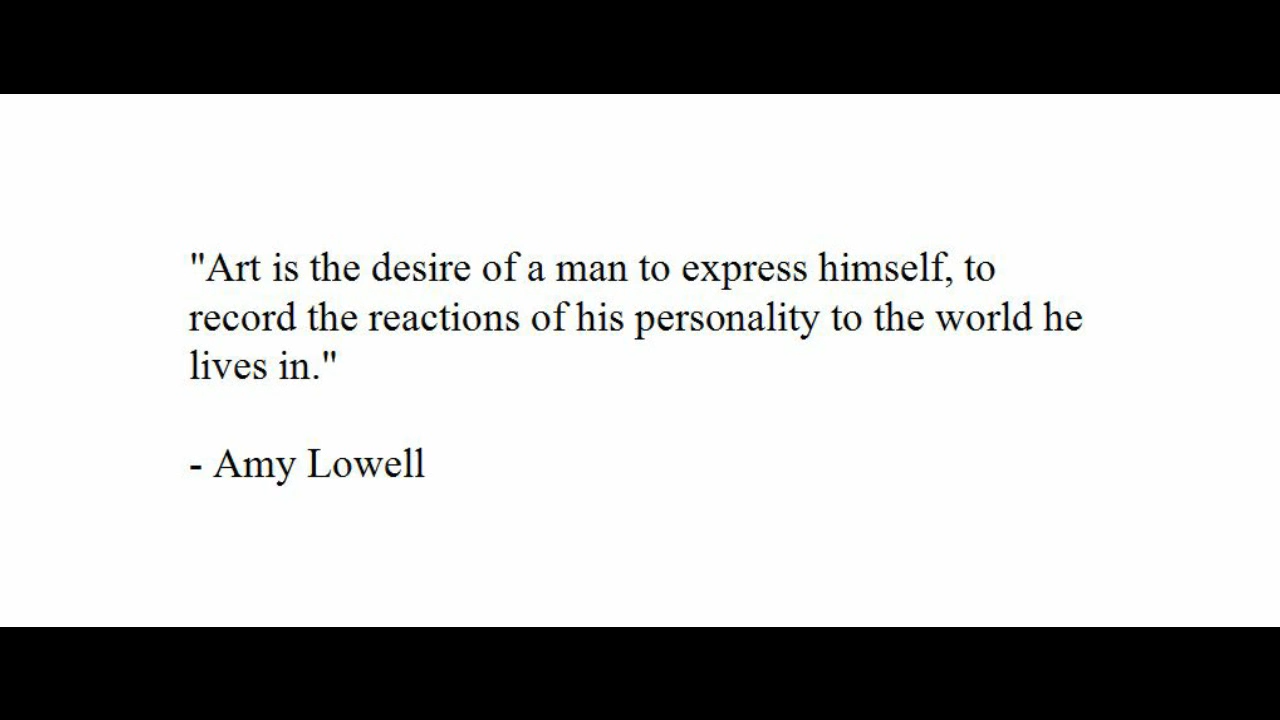 "Art is the desire of a man to express himself, to
record the reactions of his personality to the world he
lives in."
- Amy Lowell